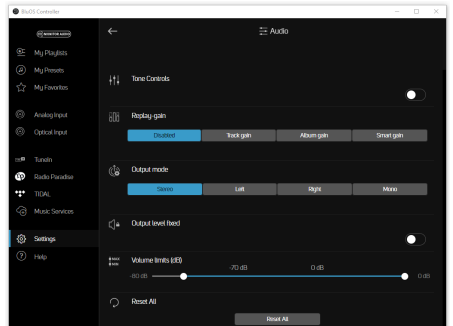 BluOS Controller
MONITOR AUDIO
Audio
My Playlists
My Presets
My Favorites
Analog Input
Optical Input
TuneIn
Radio Paradise
TIDAL
Music Services
Settings
Help
Tone Controls
Replay-gain
Disabled Track gain Album gain Smart gain
Output mode
Stereo Left Right Mono
Output level fixed
MAX
MIN
Volume limits (dB)
-70 dB 0 dB
-80 dB 0 dB
Reset All
Reset All